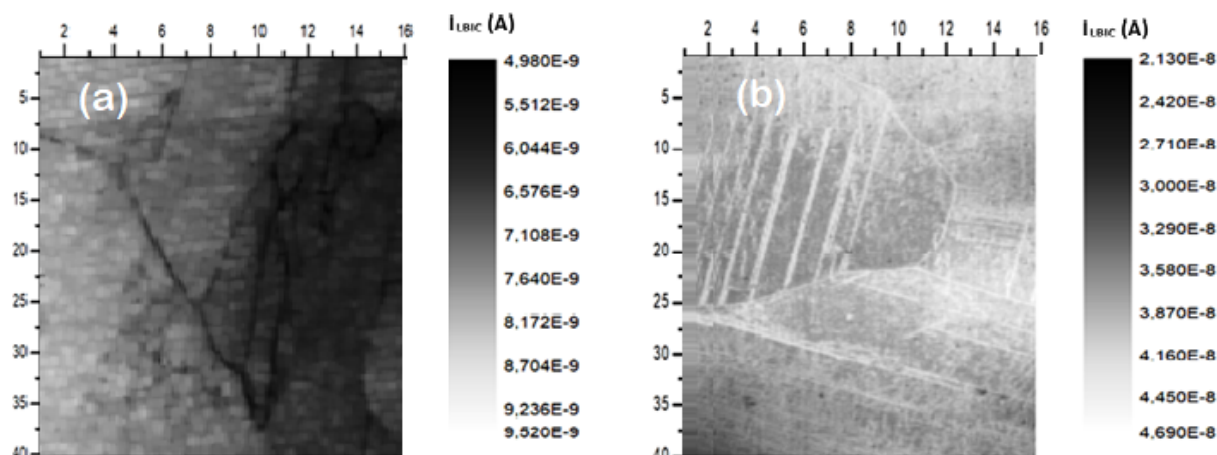 2 4 6 8 10 12 14 16
I LBIC (A)
(a)
5
10
15
20
25
30
35
40
4,980E-9
5,512E-9
6,044E-9
6,576E-9
7,108E-9
7,640E-9
8,172E-9
8,704E-9
9,236E-9
9,520E-9
2 4 6 8 10 12 14 16
I LBIC (A)
(b)
5
10
15
20
25
30
35
40
2,130E-8
2,420E-8
2,710E-8
3,000E-8
3,290E-8
3,580E-8
3,870E-8
4,160E-8
4,450E-8
4,690E-8